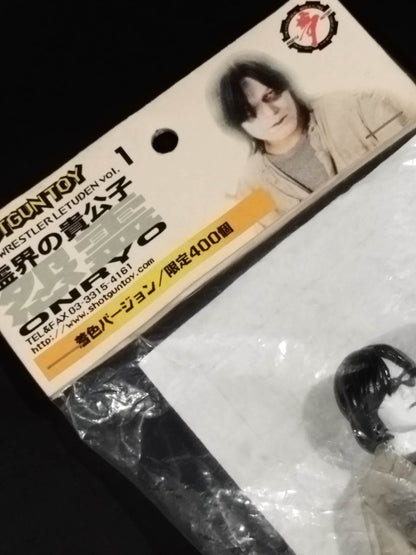 OTGUNTOY
WRESTLER LETUDEN vol. 1
霊界の貴公子
怨霊
ONRYO
TEL&FAX 03-3315-4161
http://www.shotguntoy.com
着色バージョン/限定400個